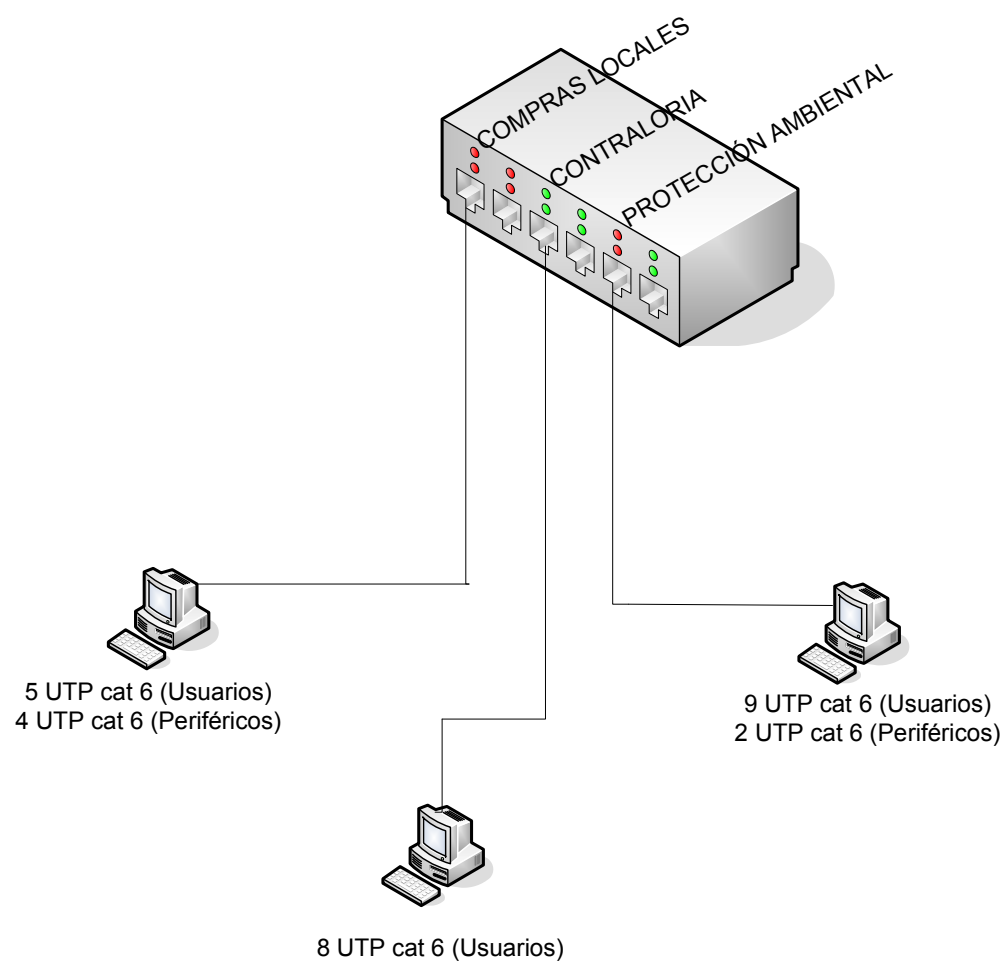 COMPRAS LOCALES
CONTRALORIA
PROTECCIÓN AMBIENTAL
5 UTP cat 6 (Usuarios)
4 UTP cat 6 (Periféricos)
9 UTP cat 6 (Usuarios)
2 UTP cat 6 (Periféricos)
8 UTP cat 6 (Usuarios)